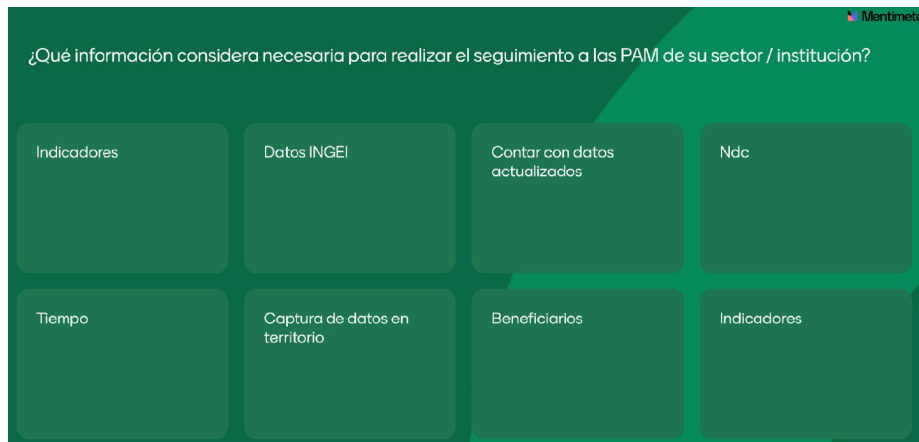 Mentimete
¿Qué información considera necesaria para realizar el seguimiento a las PAM de su sector / institución?
Indicadores
Datos INGEI
Contar con datos
actualizados
Ndc
Tiempo
Captura de datos en
territorio
Beneficiarios
Indicadores